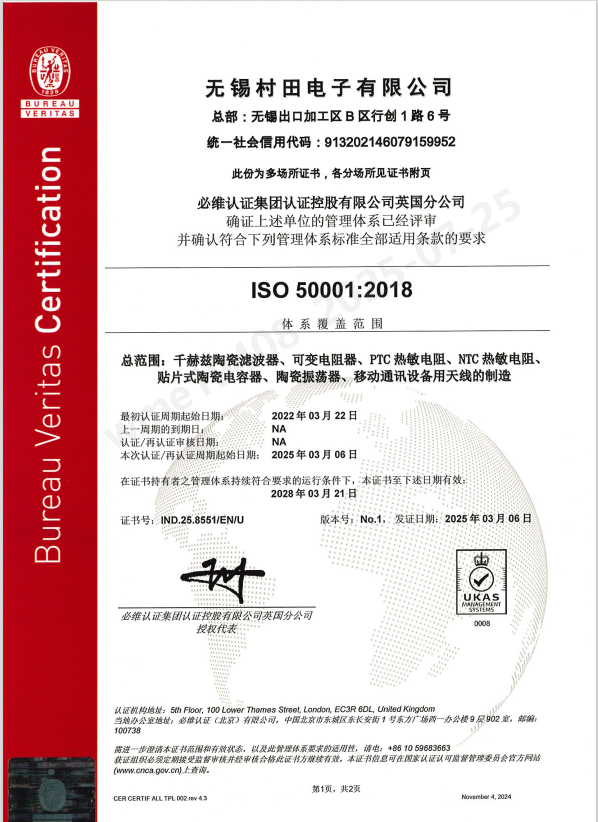 BUREAU VERITAS
1828
BUREAU
VERITAS
Bureau Veritas Certification
无锡村田电子有限公司
总部：无锡出口加工区 B 区行创 1 路 6 号
统一社会信用代码：913202146079159952
此份为多场所证书，各分场所见证书附页
必维认证集团认证控股有限公司英国分公司
确证上述单位的管理体系已经评审
并确认符合下列管理体系标准全部适用条款的要求
ISO 50001:2018
体系覆盖范围
总范围：千赫兹陶瓷滤波器、可变电阻器、PTC 热敏电阻、NTC 热敏电阻、
贴片式陶瓷电容器、陶瓷振荡器、移动通讯设备用天线的制造
最初认证周期起始日期： 2022 年 03 月 22 日
上一周期的到期日： NA
认证/再认证审核日期： NA
本次认证/再认证周期起始日期： 2025 年 03 月 06 日
在证书持有者之管理体系持续符合要求的运行条件下，本证书至下述日期有效：
2028 年 03 月 21 日
证书号：IND.25.8551/EN/U 版本号：No.1. 发证日期：2025 年 03 月 06 日
必维认证集团认证控股有限公司英国分公司
授权代表
UKAS
MANAGEMENT
SYSTEMS
0008
认证机构地址：5th Floor, 100 Lower Thames Street, London, EC3R 6DL, United Kingdom
当地办公室地址：必维认证（北京）有限公司，中国北京市东城区东长安街 1 号东方广场西一办公楼 9 层 902 室，邮编：
100738
需进一步澄清本证书范围和有效状态，以及此管理体系要求的适用性，请电：+86 10 59683663
获证组织必须定期接受监督审核并经审核合格此证书方继续有效。本证书信息可在国家认证认可监督管理委员会官方网站
(www.cnca.gov.cn)上查询。
第1页，共2页
CER CERTIF ALL TPL 002 rev 4.3 November 4, 2024